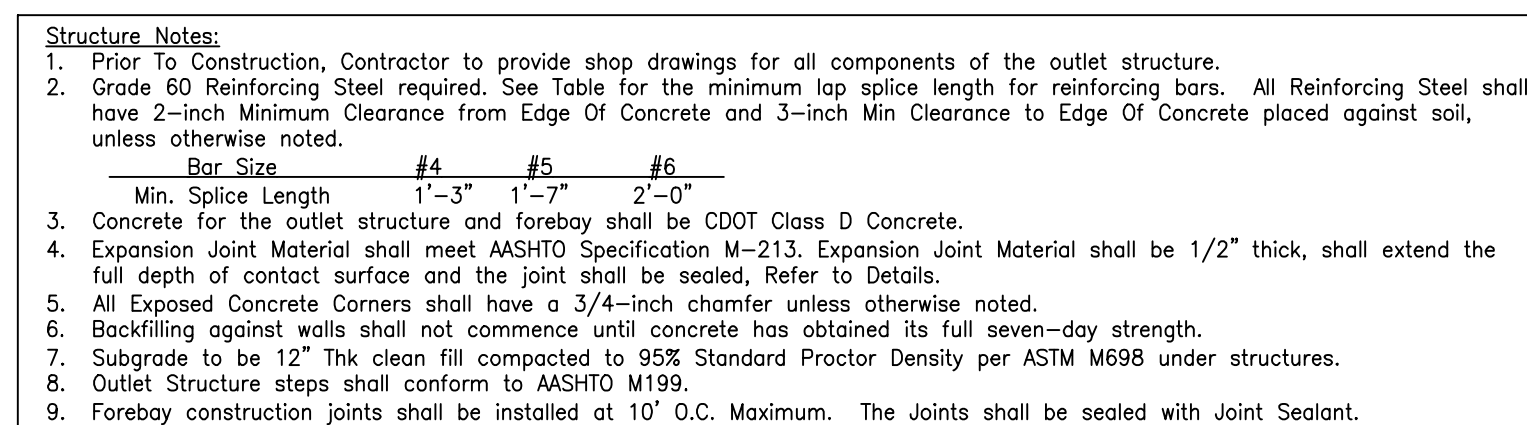 Structure Notes:
1. Prior To Construction, Contractor to provide shop drawings for all components of the outlet structure.
2. Grade 60 Reinforcing Steel required. See Table for the minimum lap splice length for reinforcing bars. All Reinforcing Steel shall
have 2-inch Minimum Clearance from Edge Of Concrete and 3-inch Min Clearance to Edge Of Concrete placed against soil,
unless otherwise noted.
Bar Size #4 #5 #6
Min. Splice Length 1'-3" 1'-7" 2'-0"
3. Concrete for the outlet structure and forebay shall be CDOT Class D Concrete.
4. Expansion Joint Material shall meet AASHTO Specification M-213. Expansion Joint Material shall be 1/2" thick, shall extend the
full depth of contact surface and the joint shall be sealed, Refer to Details.
5. All Exposed Concrete Corners shall have a 3/4-inch chamfer unless otherwise noted.
6. Backfilling against walls shall not commence until concrete has obtained its full seven-day strength.
7. Subgrade to be 12" Thk clean fill compacted to 95% Standard Proctor Density per ASTM M698 under structures.
8. Outlet Structure steps shall conform to AASHTO M199.
9. Forebay construction joints shall be installed at 10' O.C. Maximum. The Joints shall be sealed with Joint Sealant.